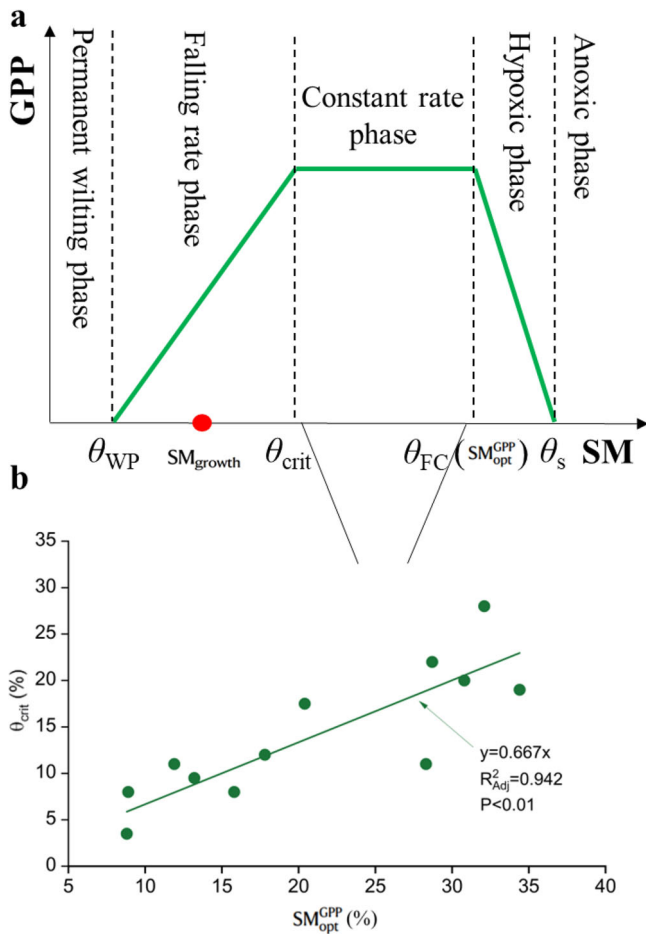 a
GPP
Permanent wilting phase
Falling rate phase
Constant rate
phase
Hypoxic phase
Anoxic phase
θWP
SMgrowth
θcrit
θFC (SMoptGPP)
θs
SM
b
35
30
25
20
15
10
5
0
θcrit (%)
y=0.667x
R2Adj=0.942
P<0.01
5
10
15
20
25
30
35
40
SMoptGPP (%)